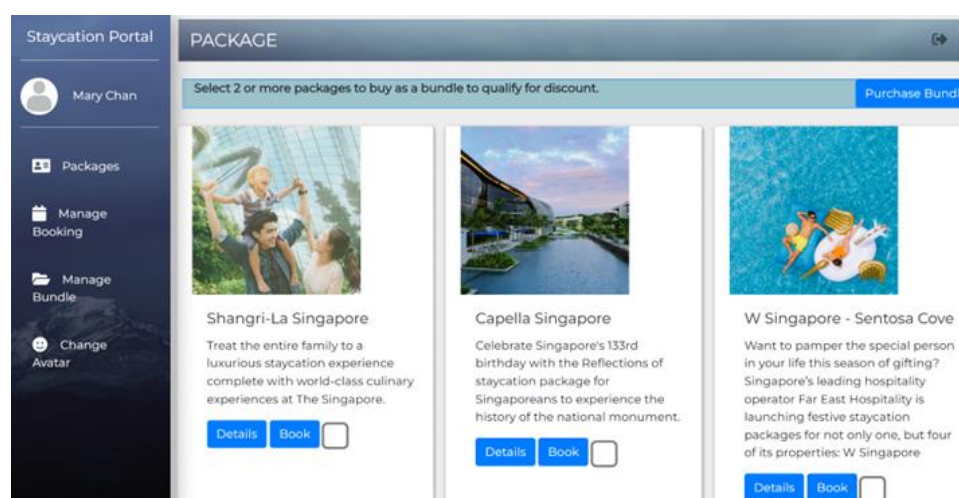 Staycation Portal
PACKAGE
Mary Chan
Select 2 or more packages to buy as a bundle to qualify for discount.
Purchase Bundl
Packages
Manage
Booking
Manage
Bundle
Change
Avatar
Shangri-La Singapore
Treat the entire family to a
luxurious staycation experience
complete with world-class culinary
experiences at The Singapore.
Details Book
Capella Singapore
Celebrate Singapore's 133rd
birthday with the Reflections of
staycation package for
Singaporeans to experience the
history of the national monument.
Details Book
W Singapore - Sentosa Cove
Want to pamper the special person
in your life this season of gifting?
Singapore's leading hospitality
operator Far East Hospitality is
launching festive staycation
packages for not only one, but four
of its properties: W Singapore
Details Book